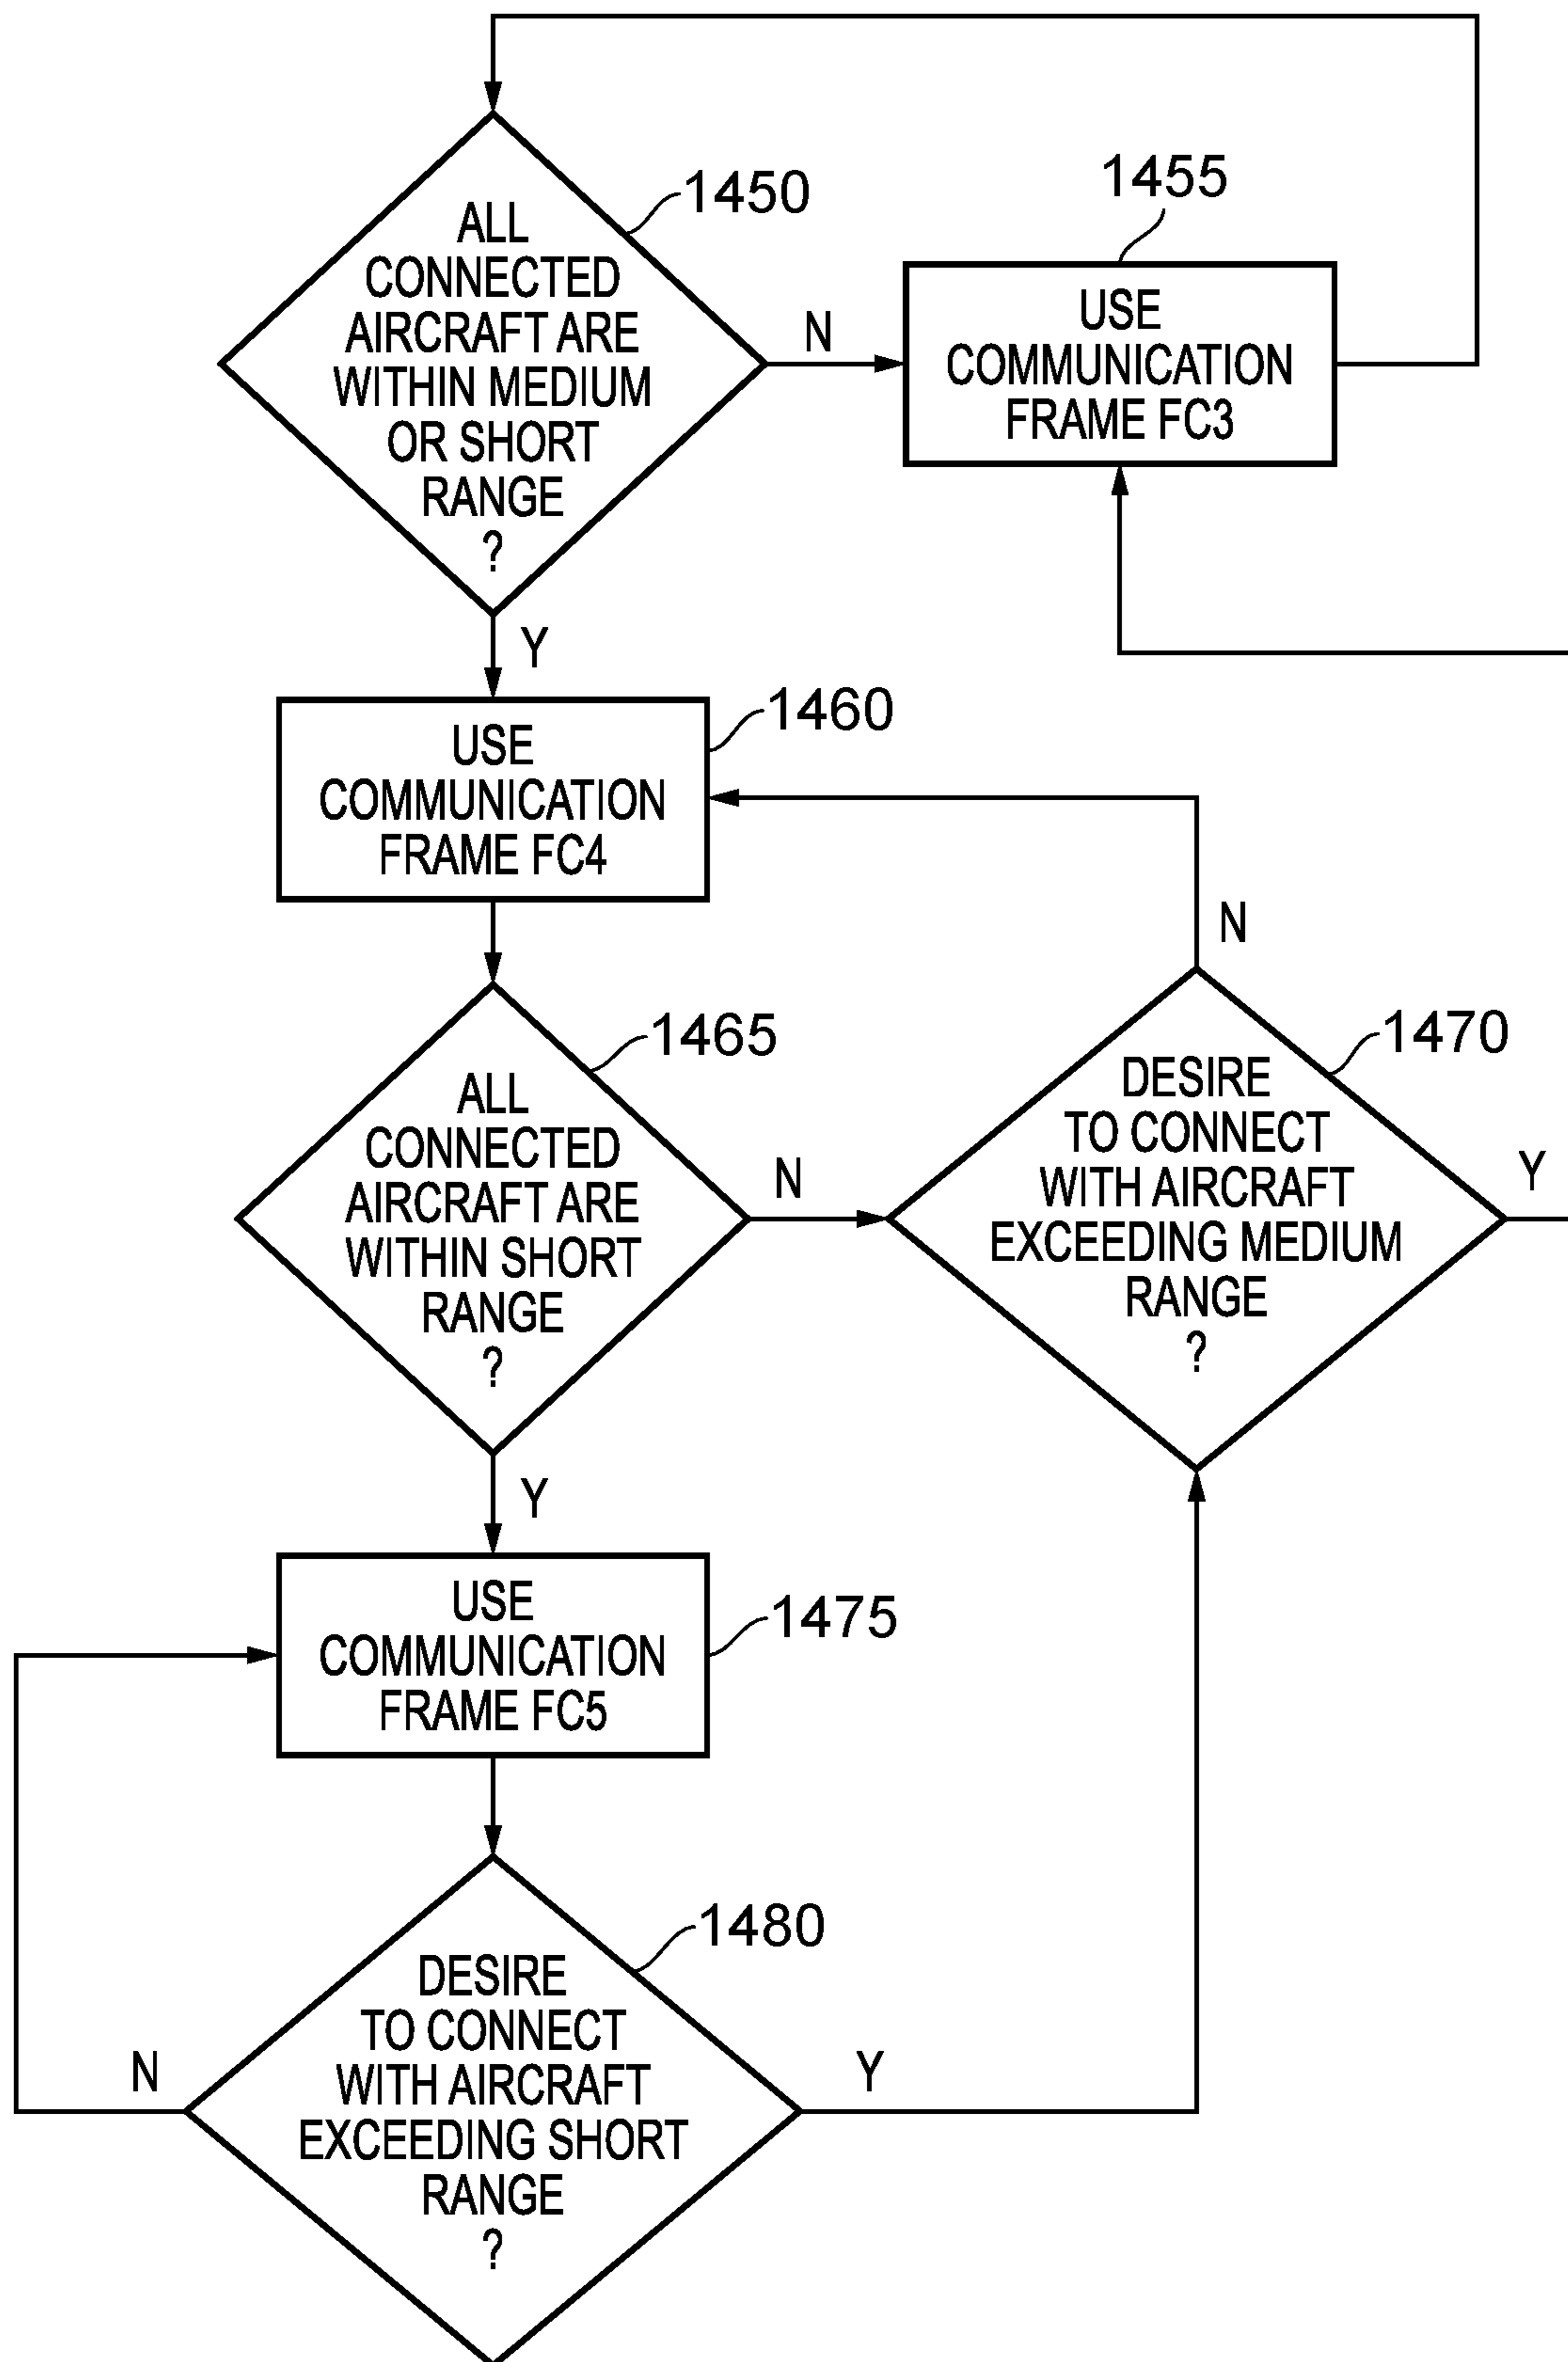 1450
ALL
CONNECTED
AIRCRAFT ARE
WITHIN MEDIUM
OR SHORT
RANGE
?
N
1455
USE
COMMUNICATION
FRAME FC3
Y
1460
USE
COMMUNICATION
FRAME FC4
N
1465
ALL
CONNECTED
AIRCRAFT ARE
WITHIN SHORT
RANGE
?
N
1470
DESIRE
TO CONNECT
WITH AIRCRAFT
EXCEEDING MEDIUM
RANGE
?
Y
Y
1475
USE
COMMUNICATION
FRAME FC5
1480
DESIRE
TO CONNECT
WITH AIRCRAFT
EXCEEDING SHORT
RANGE
?
N
Y